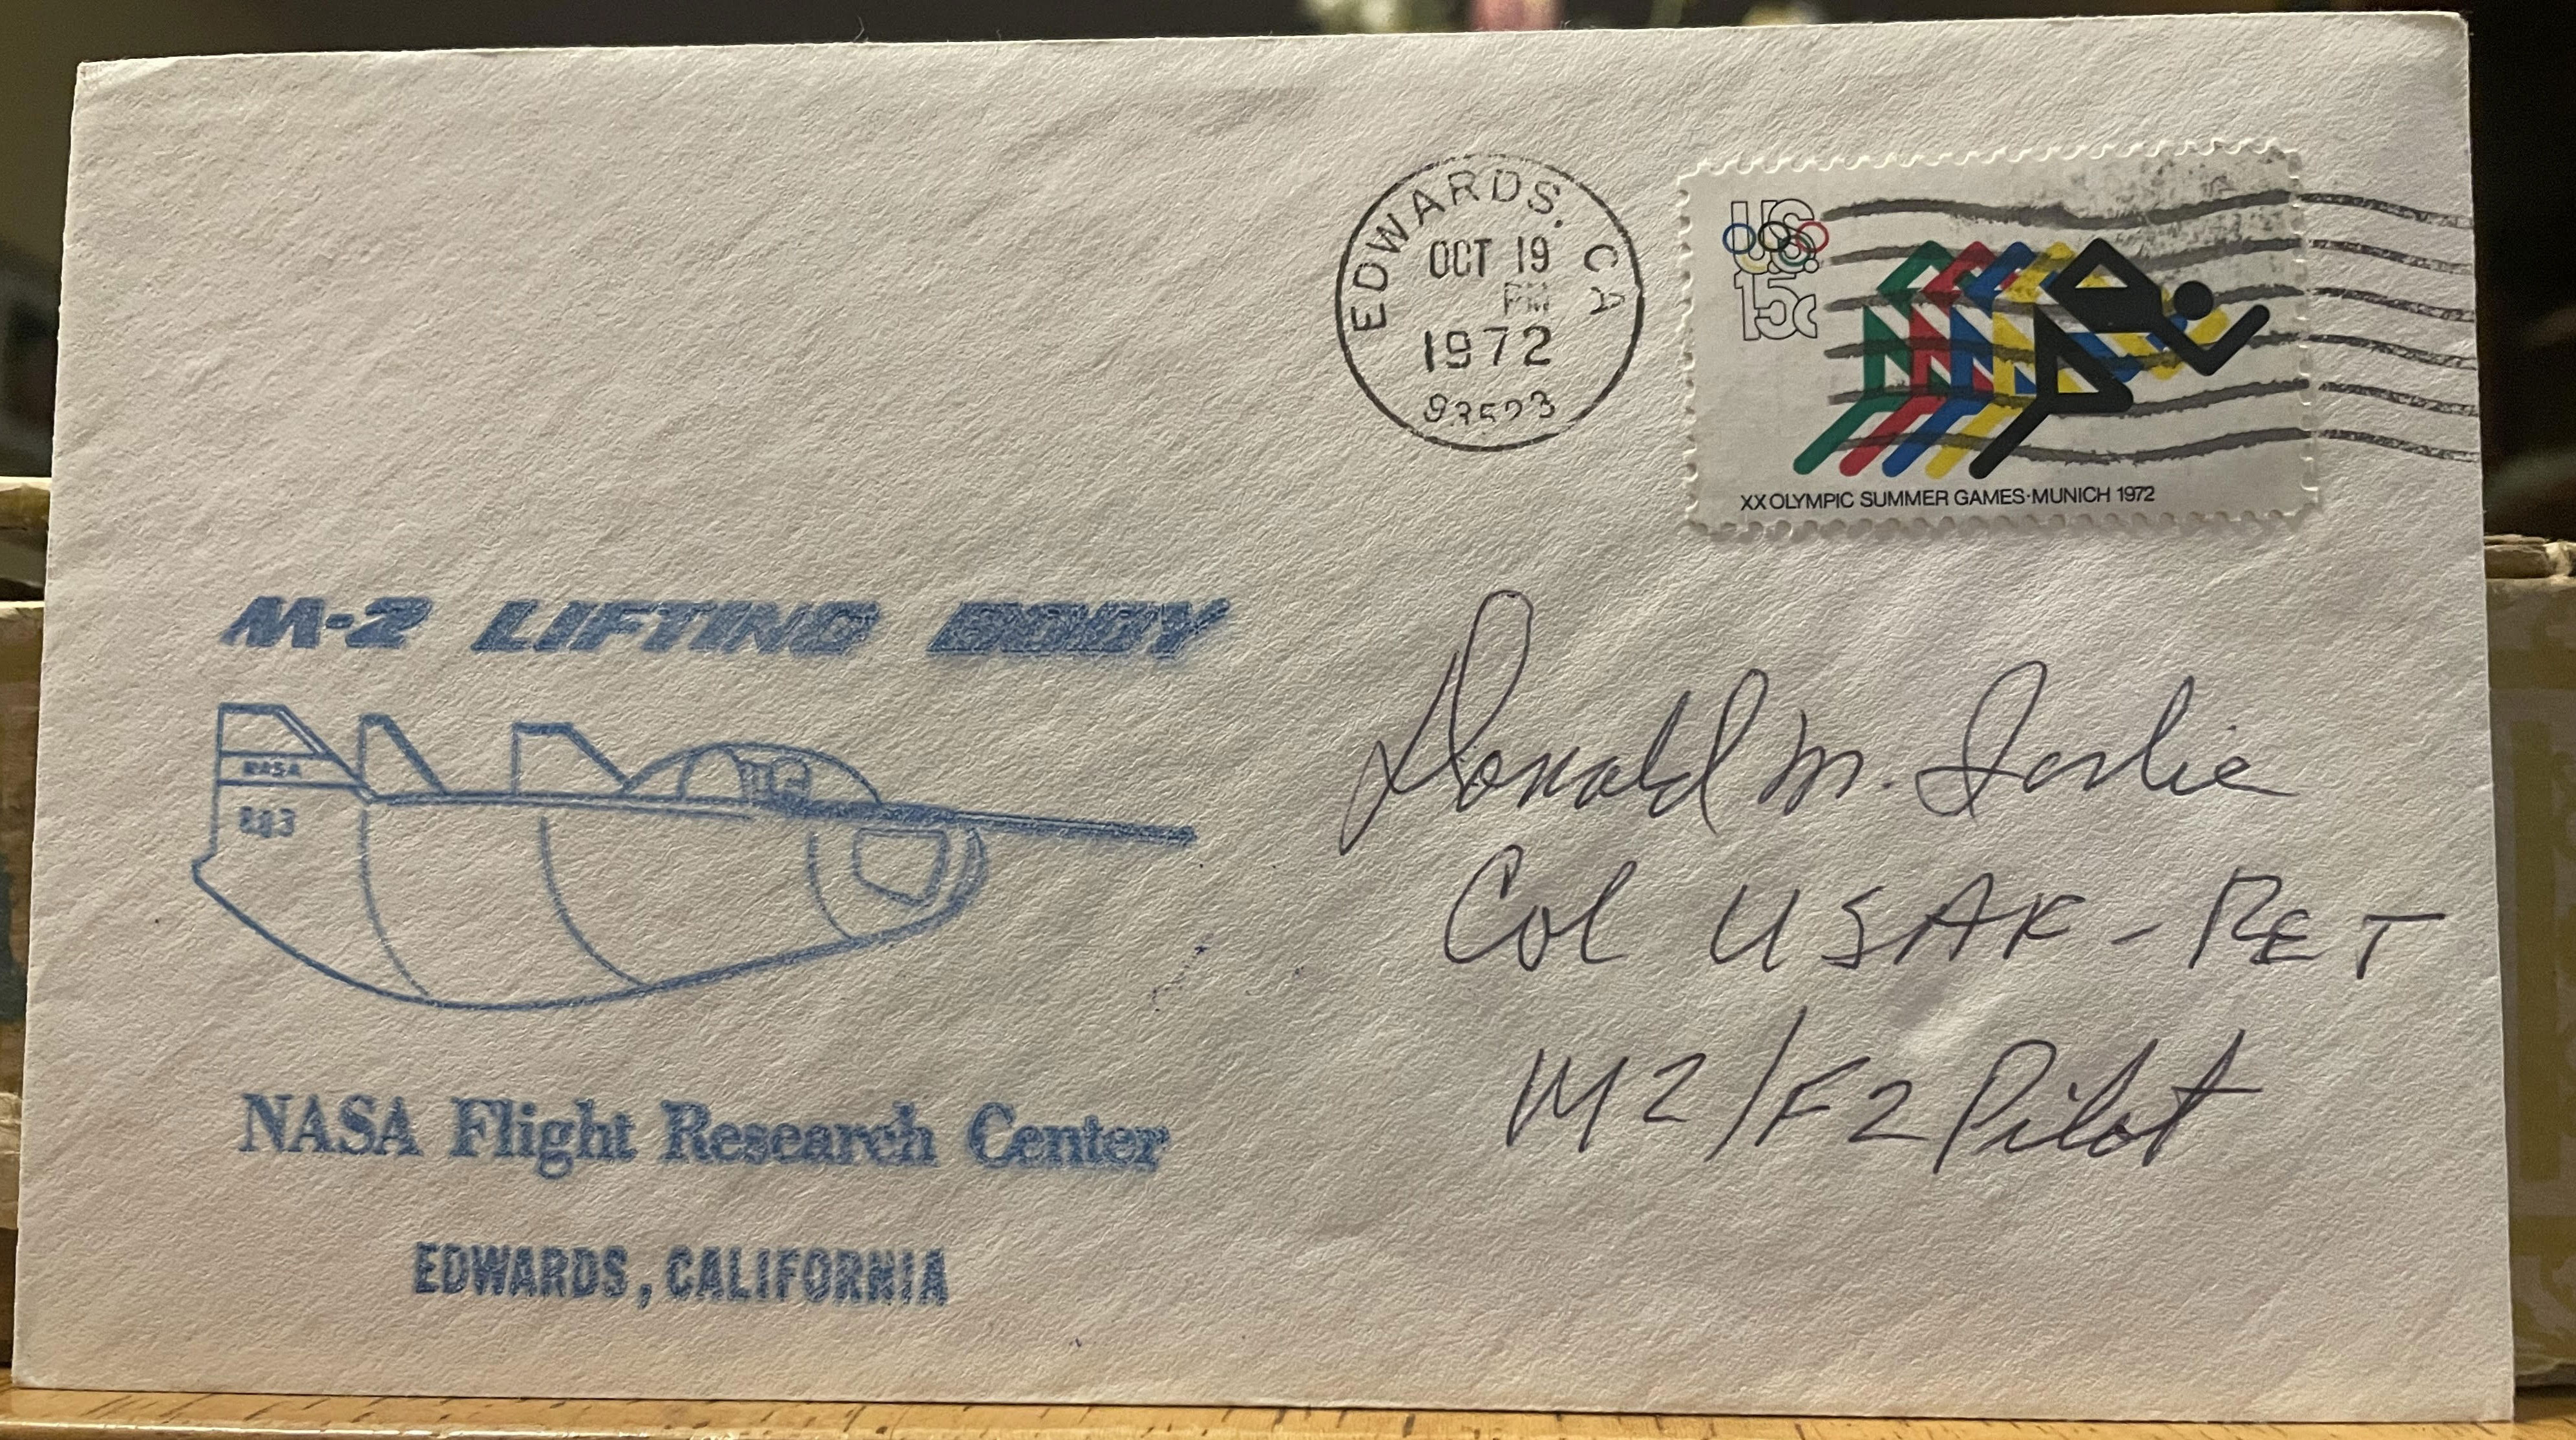 EDWARDS. CA
OCT 19
PM
1972
93523
US
15c
XX OLYMPIC SUMMER GAMES·MUNICH 1972
M-2 LIFTING BODY
NASA
803
NASA Flight Research Center
EDWARDS, CALIFORNIA
Donald M. Sorlie
Col USAF - RET
M2/F2 Pilot